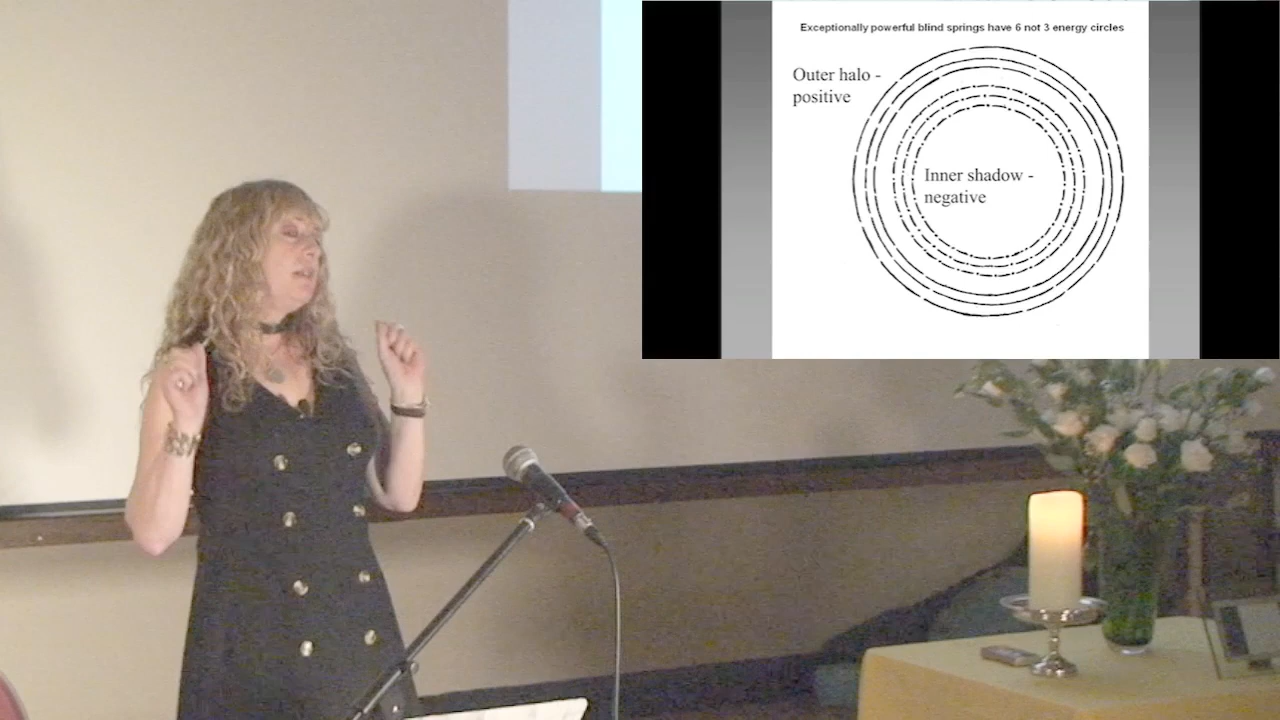 Exceptionally powerful blind springs have 6 not 3 energy circles
Outer halo -
positive
Inner shadow -
negative